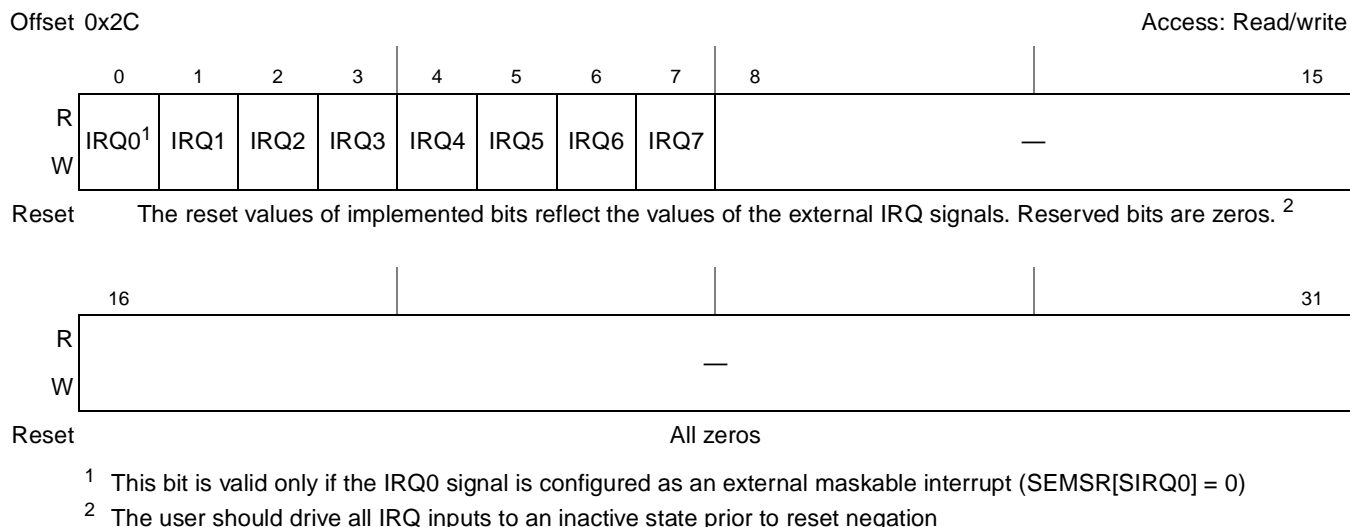 Offset 0x2C Access: Read/write
0 1 2 3 4 5 6 7 8 15
R
IRQ0¹ IRQ1 IRQ2 IRQ3 IRQ4 IRQ5 IRQ6 IRQ7 —
W
Reset The reset values of implemented bits reflect the values of the external IRQ signals. Reserved bits are zeros. ²
16 31
R
—
W
Reset All zeros
¹ This bit is valid only if the IRQ0 signal is configured as an external maskable interrupt (SEMSR[SIRQ0] = 0)
² The user should drive all IRQ inputs to an inactive state prior to reset negation